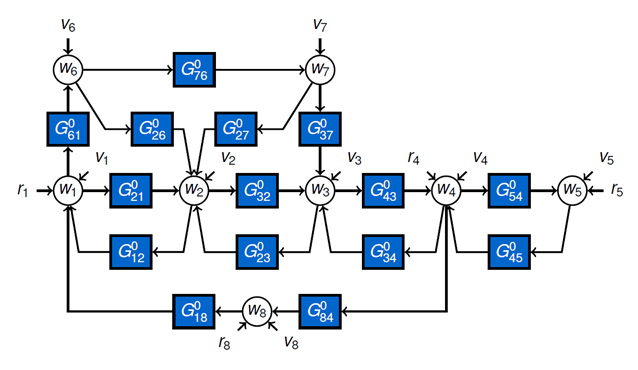 v₆ v₇
w₆ G⁰₇₆ w₇
G⁰₆₁ G⁰₂₆ G⁰₂₇ G⁰₃₇
v₁ v₂ v₃ r₄ v₄ v₅
r₁ w₁ G⁰₂₁ w₂ G⁰₃₂ w₃ G⁰₄₃ w₄ G⁰₅₄ w₅ r₅
G⁰₁₂ G⁰₂₃ G⁰₃₄ G⁰₄₅
G⁰₁₈ w₈ G⁰₈₄
r₈ v₈